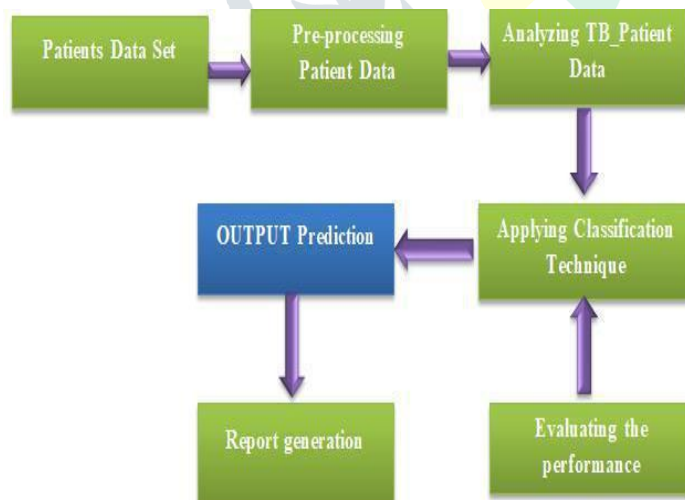 Patients Data Set
Pre-processing
Patient Data
Analyzing TB_Patient
Data
OUTPUT Prediction
Applying Classification
Technique
Report generation
Evaluating the
performance